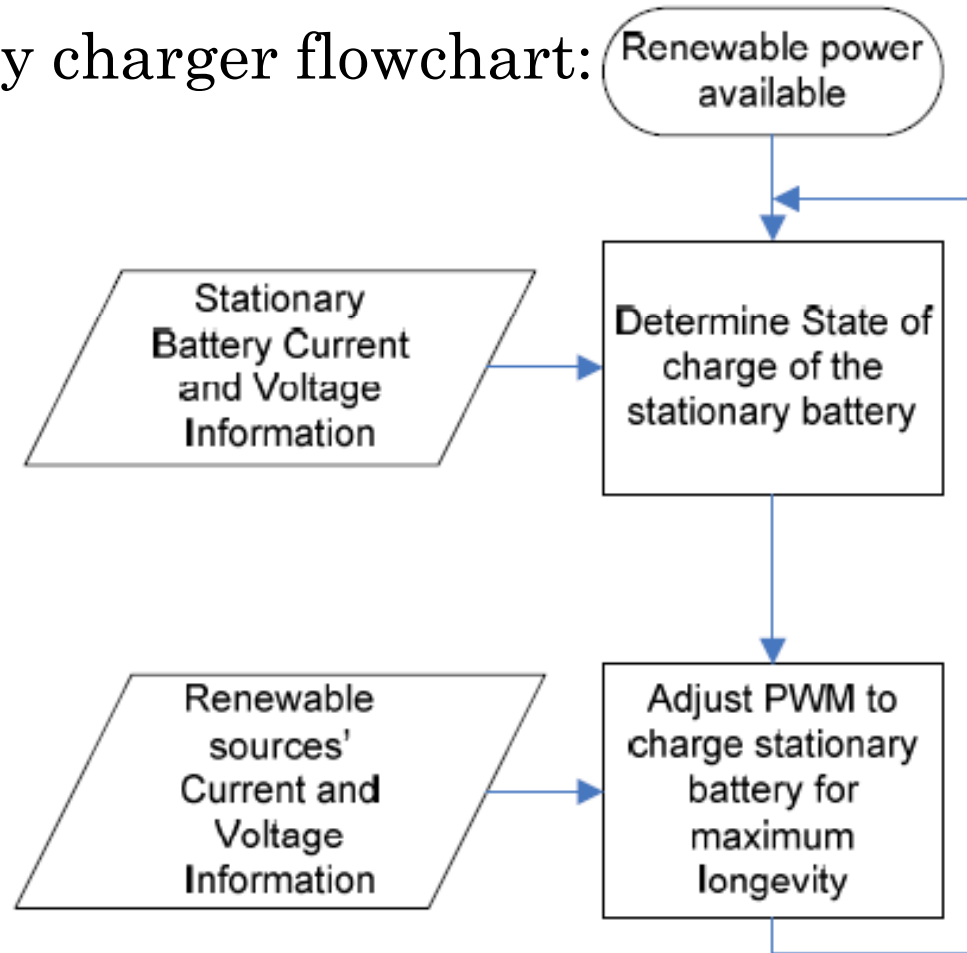 y charger flowchart:
Renewable power
available
Stationary
Battery Current
and Voltage
Information
Determine State of
charge of the
stationary battery
Renewable
sources’
Current and
Voltage
Information
Adjust PWM to
charge stationary
battery for
maximum
longevity